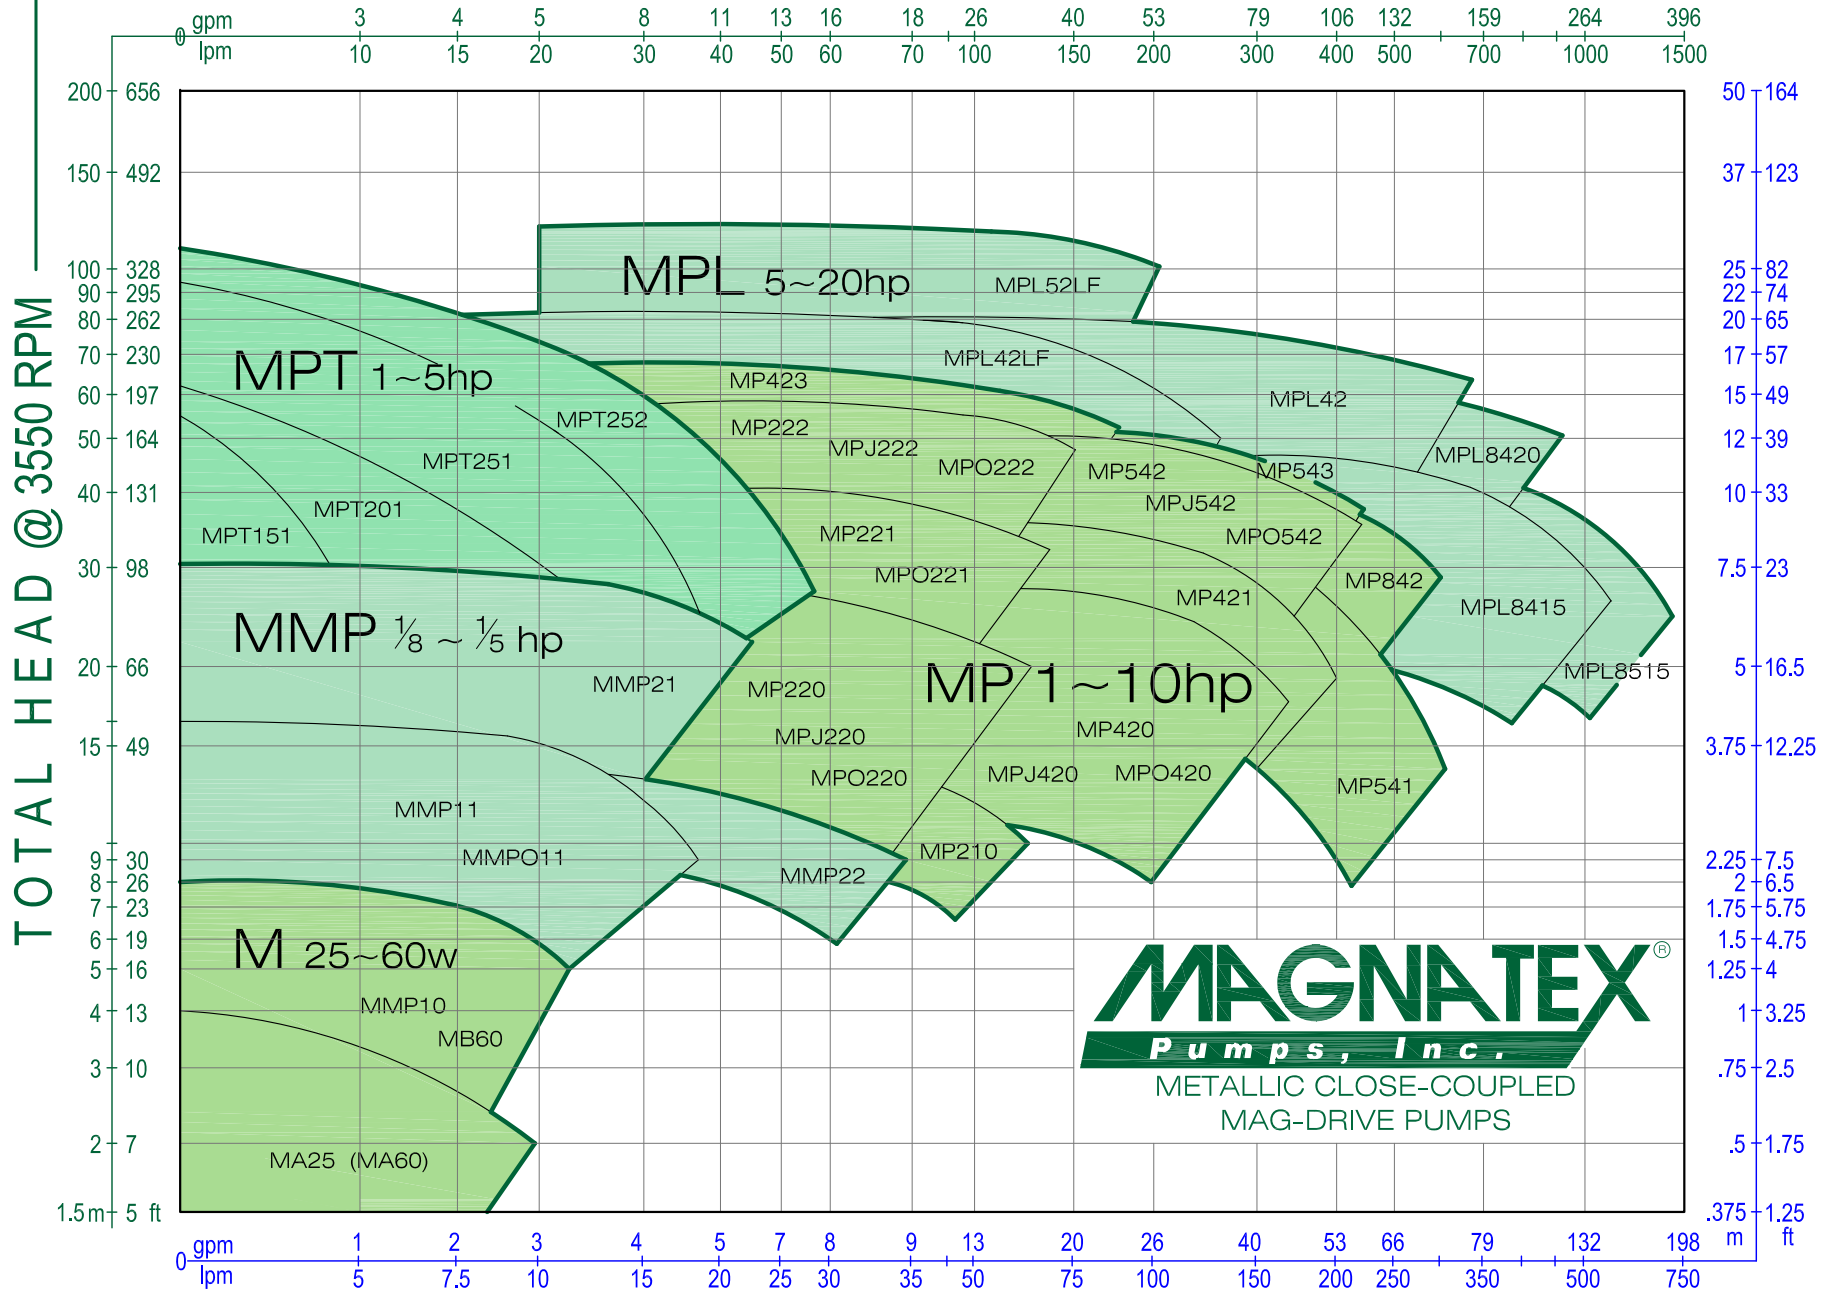 gpm 3 4 5 8 11 13 16 18 26 40 53 79 106 132 159 264 396
0
lpm 10 15 20 30 40 50 60 70 100 150 200 300 400 500 700 1000 1500
TOTAL HEAD @ 3550 RPM
200 656
150 492
100 328
90 295
80 262
70 230
60 197
50 164
40 131
30 98
20 66
15 49
9 30
8 26
7 23
6 19
5 16
4 13
3 10
2 7
1.5m 5 ft
50 164
37 123
25 82
22 74
20 65
17 57
15 49
12 39
10 33
7.5 23
5 16.5
3.75 12.25
2.25 7.5
2 6.5
1.75 5.75
1.5 4.75
1.25 4
1 3.25
.75 2.5
.5 1.75
.375 1.25
m ft
MPL 5~20hp
MPL52LF
MPL42LF
MPL42
MPL8420
MPL8415
MPL8515
MPT 1~5hp
MPT252
MPT251
MPT201
MPT151
MP423
MP222
MPJ222
MPO222
MP542
MP543
MPJ542
MPO542
MP842
MP221
MPO221
MP421
MP 1~10hp
MP220
MPJ220
MPO220
MP420
MPJ420
MPO420
MP541
MP210
MMP ⅛ ~ ⅕ hp
MMP21
MMP11
MMPO11
MMP22
M 25~60w
MMP10
MB60
MA25 (MA60)
MAGNATEX®
Pumps, Inc.
METALLIC CLOSE-COUPLED
MAG-DRIVE PUMPS
gpm 1 2 3 4 5 7 8 9 13 20 26 40 53 66 79 132 198
0
lpm 5 7.5 10 15 20 25 30 35 50 75 100 150 200 250 350 500 750